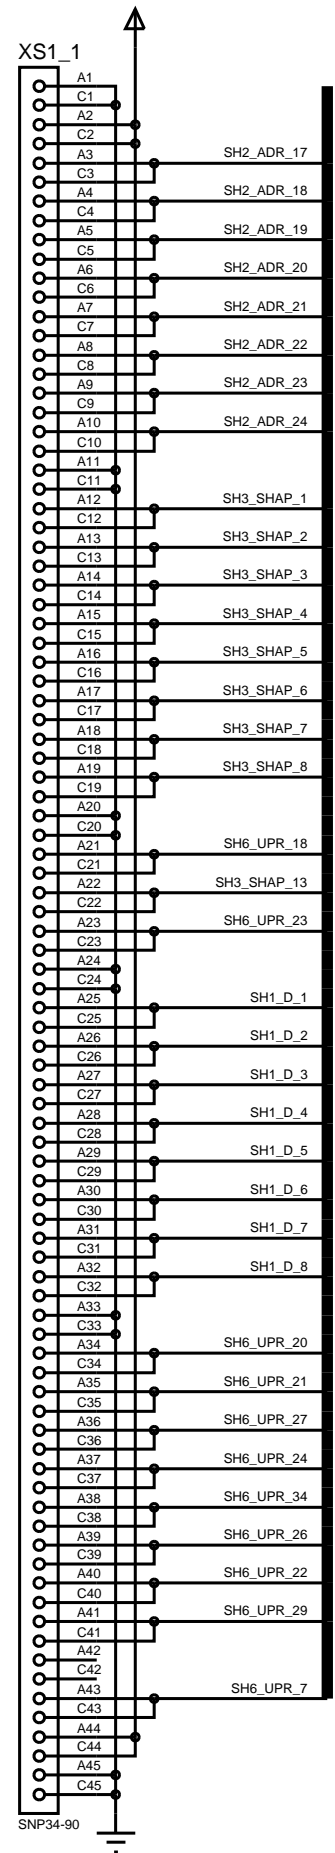 XS1_1
A1
C1
A2
C2
A3 SH2_ADR_17
C3
A4 SH2_ADR_18
C4
A5 SH2_ADR_19
C5
A6 SH2_ADR_20
C6
A7 SH2_ADR_21
C7
A8 SH2_ADR_22
C8
A9 SH2_ADR_23
C9
A10 SH2_ADR_24
C10
A11
C11
A12 SH3_SHAP_1
C12
A13 SH3_SHAP_2
C13
A14 SH3_SHAP_3
C14
A15 SH3_SHAP_4
C15
A16 SH3_SHAP_5
C16
A17 SH3_SHAP_6
C17
A18 SH3_SHAP_7
C18
A19 SH3_SHAP_8
C19
A20
C20
A21 SH6_UPR_18
C21
A22 SH3_SHAP_13
C22
A23 SH6_UPR_23
C23
A24
C24
A25 SH1_D_1
C25
A26 SH1_D_2
C26
A27 SH1_D_3
C27
A28 SH1_D_4
C28
A29 SH1_D_5
C29
A30 SH1_D_6
C30
A31 SH1_D_7
C31
A32 SH1_D_8
C32
A33
C33
A34 SH6_UPR_20
C34
A35 SH6_UPR_21
C35
A36 SH6_UPR_27
C36
A37 SH6_UPR_24
C37
A38 SH6_UPR_34
C38
A39 SH6_UPR_26
C39
A40 SH6_UPR_22
C40
A41 SH6_UPR_29
C41
A42
C42
A43 SH6_UPR_7
C43
A44
C44
A45
C45
SNP34-90